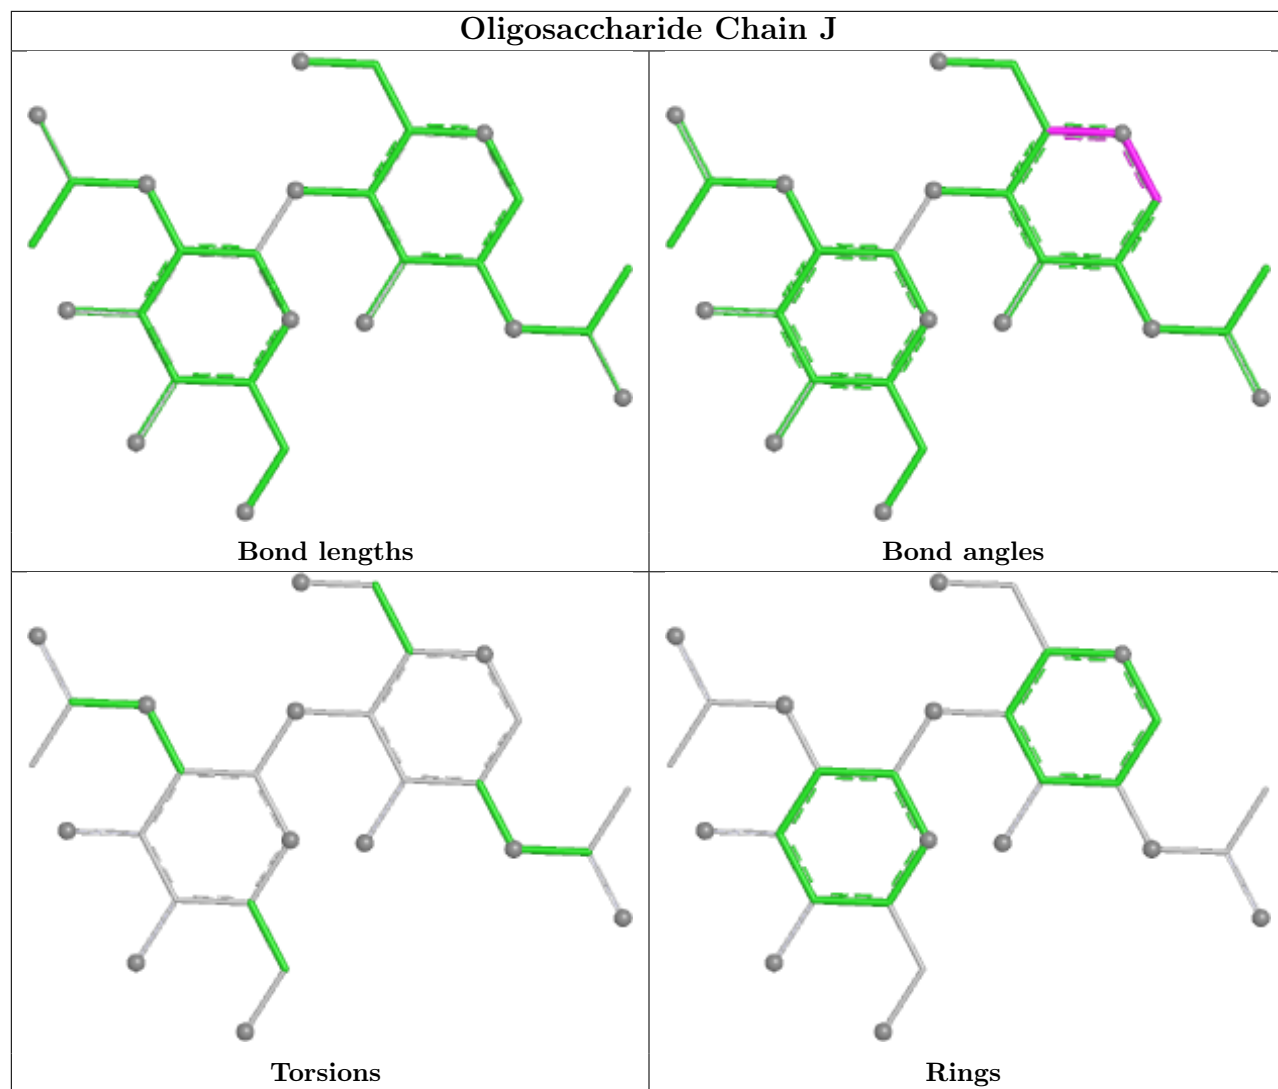 Oligosaccharide Chain J
Bond lengths
Bond angles
Torsions
Rings